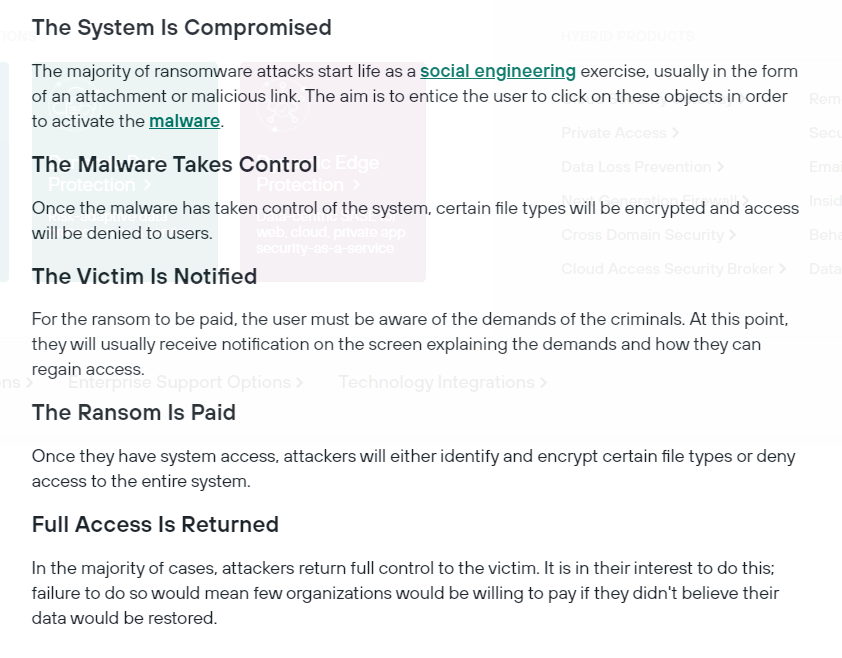 The System Is Compromised
The majority of ransomware attacks start life as a social engineering exercise, usually in the form
of an attachment or malicious link. The aim is to entice the user to click on these objects in order
to activate the malware.
The Malware Takes Control
Once the malware has taken control of the system, certain file types will be encrypted and access
will be denied to users.
The Victim Is Notified
For the ransom to be paid, the user must be aware of the demands of the criminals. At this point,
they will usually receive notification on the screen explaining the demands and how they can
regain access.
The Ransom Is Paid
Once they have system access, attackers will either identify and encrypt certain file types or deny
access to the entire system.
Full Access Is Returned
In the majority of cases, attackers return full control to the victim. It is in their interest to do this;
failure to do so would mean few organizations would be willing to pay if they didn't believe their
data would be restored.
HYBRID PRODUCTS
Private Access >
Data Loss Prevention >
Next Generation Firewall >
Cross Domain Security >
Cloud Access Security Broker >
Edge
Protection >
Protection >
web, cloud, private app
security-as-a-service
Enterprise Support Options >
Technology Integrations >